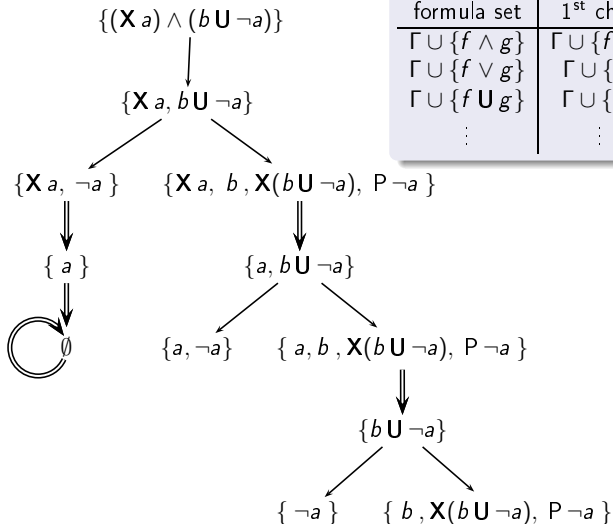 {(X a) ∧ (b U ¬a)}
formula set 1st ch
Γ ∪ {f ∧ g} Γ ∪ {f
Γ ∪ {f ∨ g} Γ ∪ {
Γ ∪ {f U g} Γ ∪ {
⋮ ⋮
{X a, b U ¬a}
{X a, ¬a } {X a, b , X(b U ¬a), P ¬a }
{ a } {a, b U ¬a}
∅ {a, ¬a} { a, b , X(b U ¬a), P ¬a }
{b U ¬a}
{ ¬a } { b , X(b U ¬a), P ¬a }